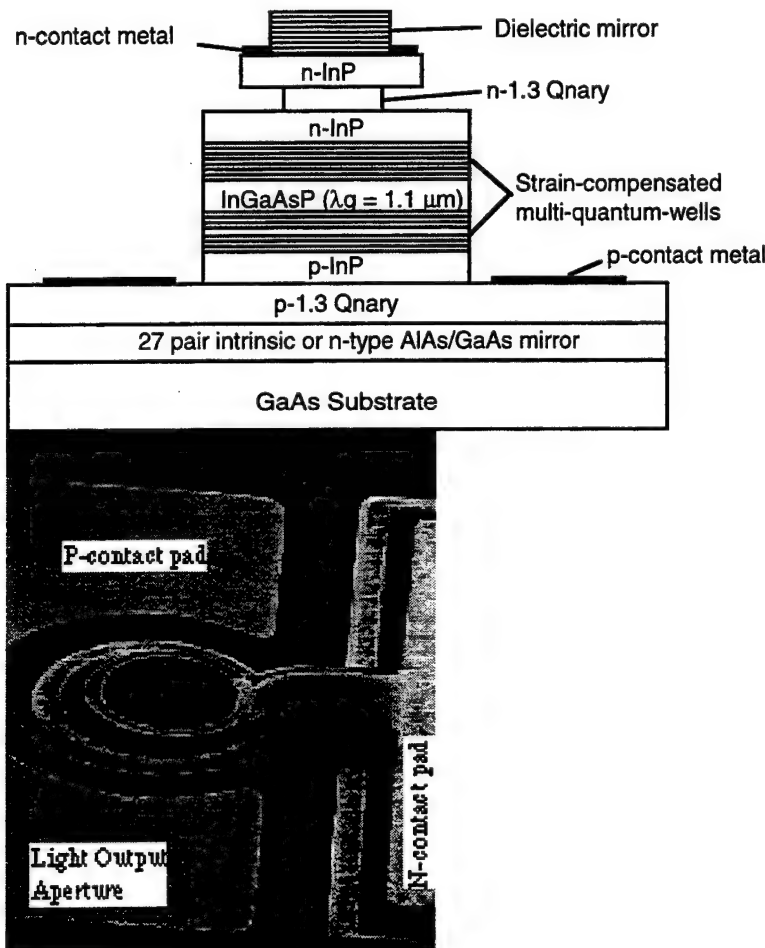 n-contact metal
Dielectric mirror
n-InP
n-1.3 Qnary
n-InP
InGaAsP (λg = 1.1 μm)
Strain-compensated
multi-quantum-wells
p-InP
p-contact metal
p-1.3 Qnary
27 pair intrinsic or n-type AlAs/GaAs mirror
GaAs Substrate
P-contact pad
N-contact pad
Light Output
Aperture